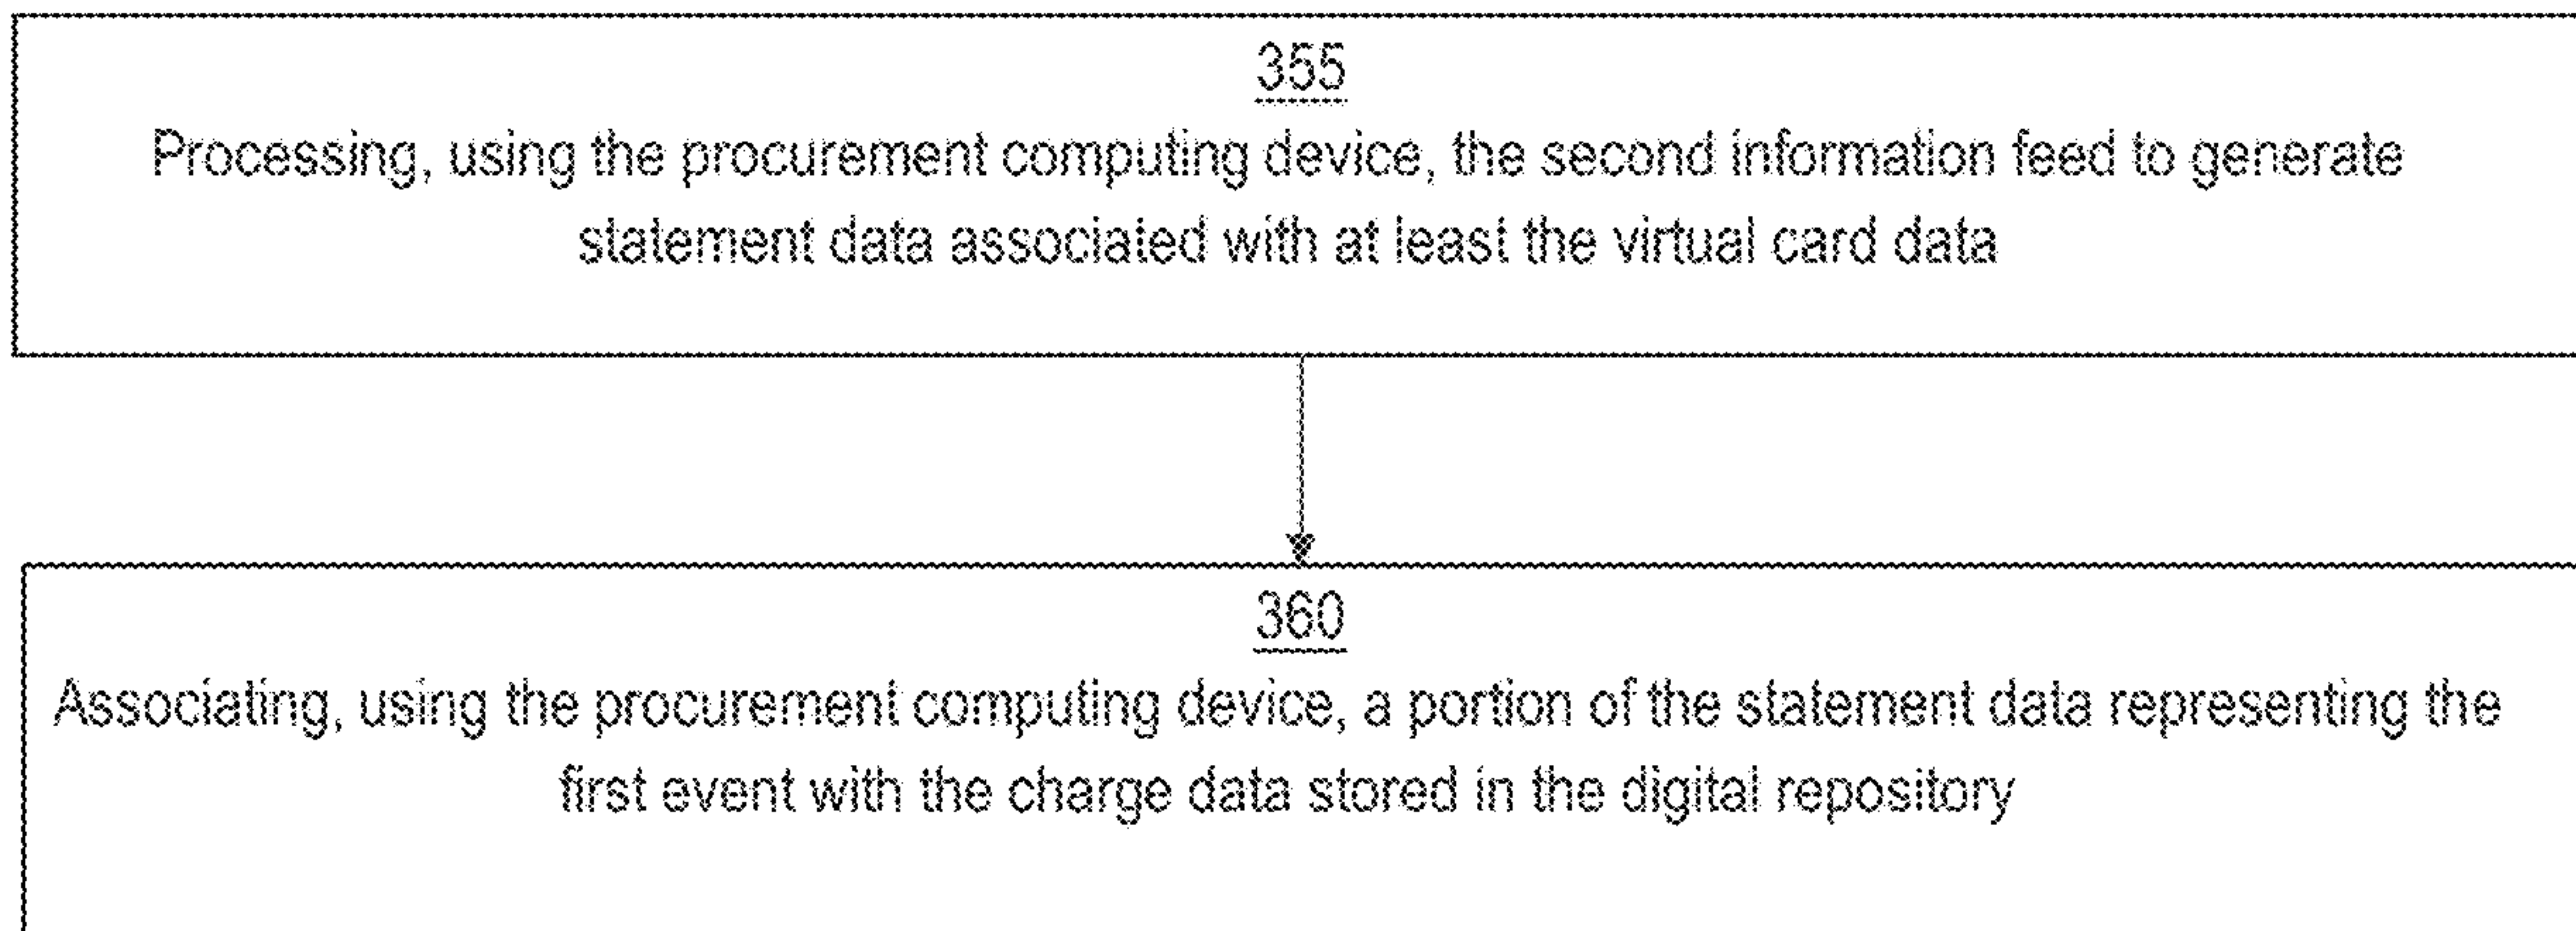 355
Processing, using the procurement computing device, the second information feed to generate
statement data associated with at least the virtual card data
360
Associating, using the procurement computing device, a portion of the statement data representing the
first event with the charge data stored in the digital repository